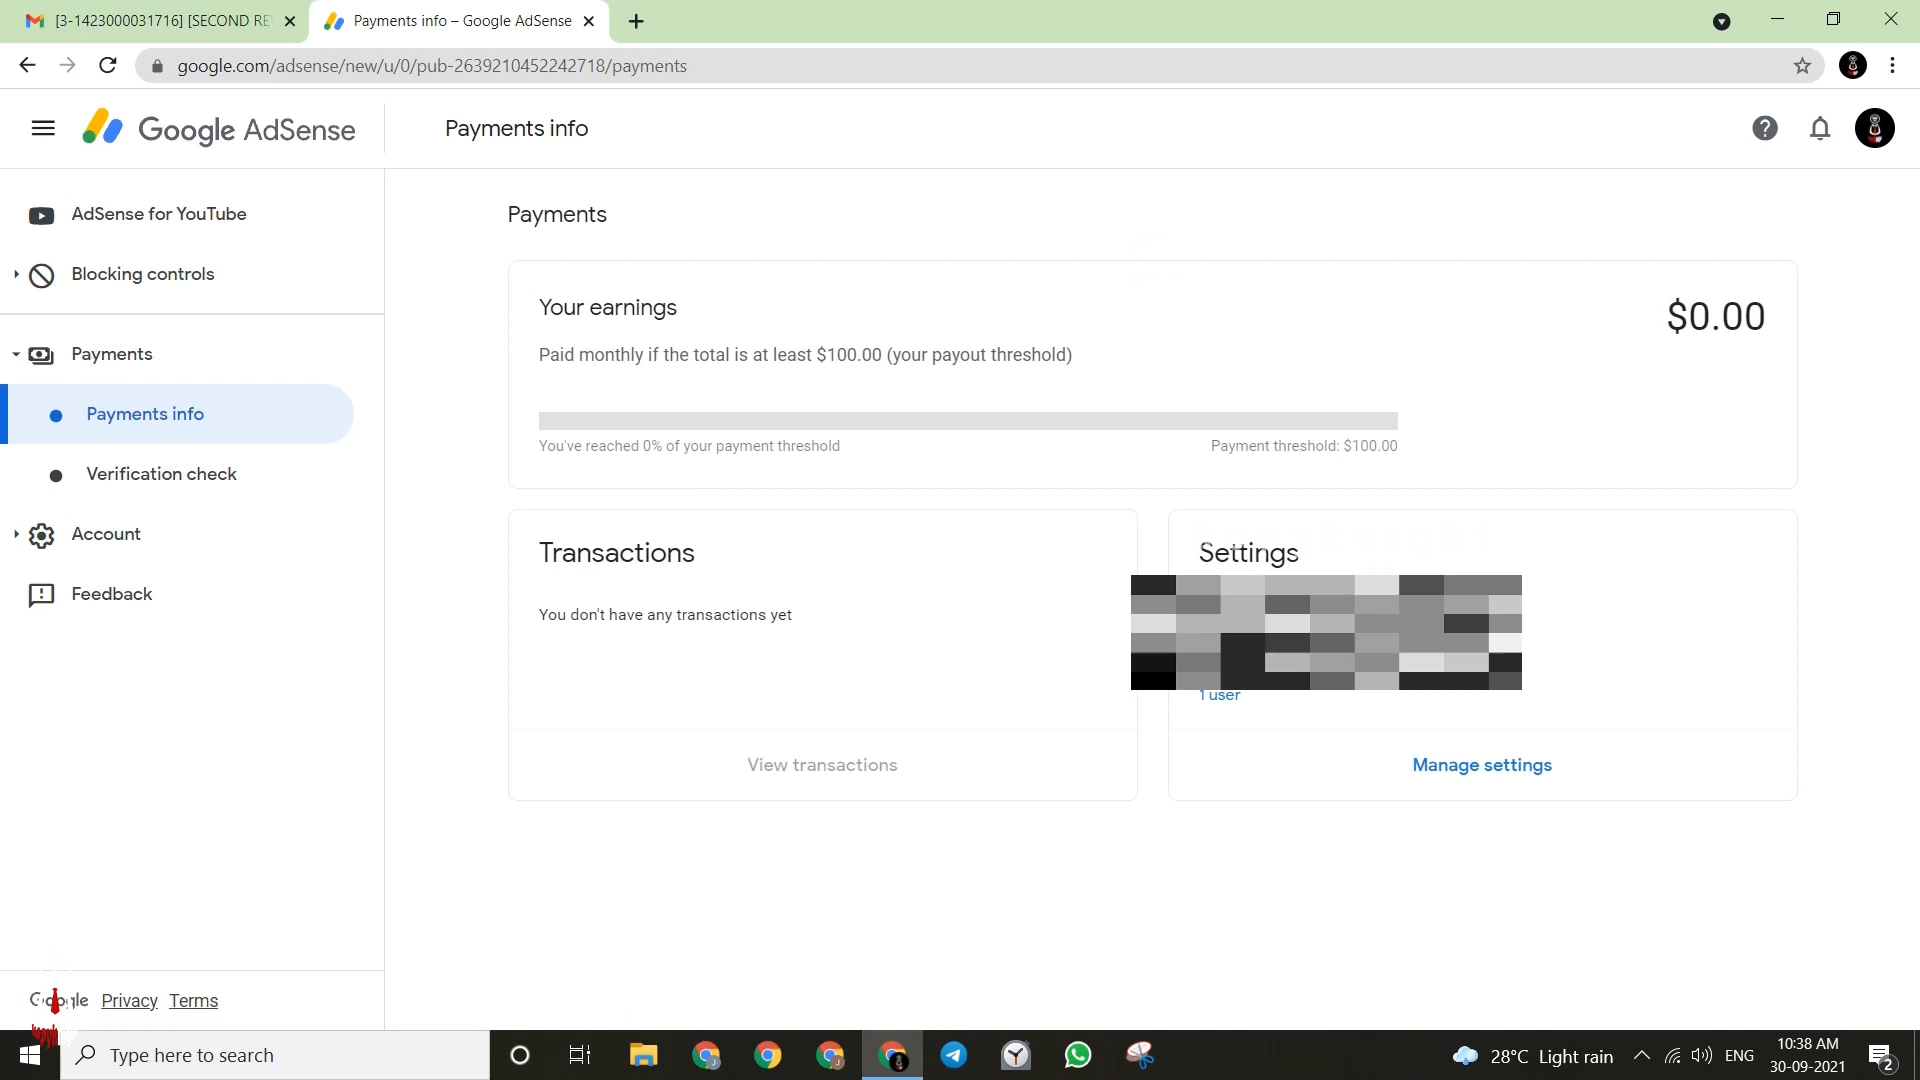 [3-1423000031716] [SECOND RE
Payments info – Google AdSense
google.com/adsense/new/u/0/pub-2639210452242718/payments
Google AdSense
Payments info
AdSense for YouTube
Blocking controls
Payments
Payments info
Verification check
Account
Feedback
Payments
Your earnings
$0.00
Paid monthly if the total is at least $100.00 (your payout threshold)
You've reached 0% of your payment threshold
Payment threshold: $100.00
Transactions
You don't have any transactions yet
View transactions
Settings
1 user
Manage settings
Google Privacy Terms
Type here to search
28°C Light rain
ENG
10:38 AM
30-09-2021
2